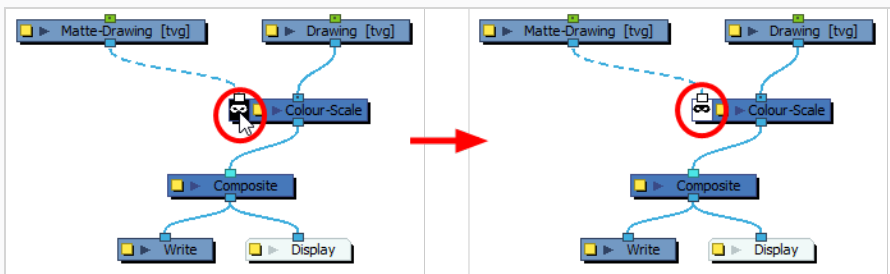 Matte-Drawing [tvg]
Drawing [tvg]
Colour-Scale
Composite
Write
Display
Matte-Drawing [tvg]
Drawing [tvg]
Colour-Scale
Composite
Write
Display